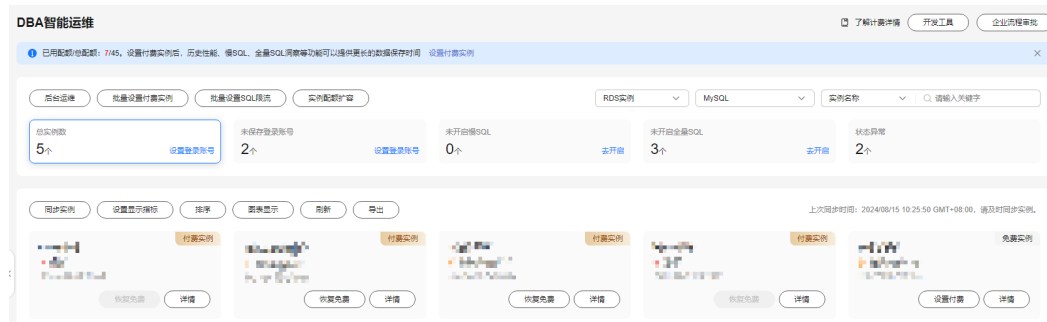 DBA智能运维
了解计费详情 开发工具 企业流程审批
已用配额/总配额：7/45。设置付费实例后，历史性能、慢SQL、全量SQL洞察等功能可以提供更长的数据保存时间 设置付费实例
后台运维 批量设置付费实例 批量设置SQL限流 实例配额扩容 RDS实例 MySQL 实例名称 请输入关键字
总实例数 未保存登录账号 未开启慢SQL 未开启全量SQL 状态异常
5个 设置登录账号 2个 设置登录账号 0个 去开启 3个 去开启 2个
同步实例 设置显示指标 排序 图表显示 刷新 导出 上次同步时间：2024/08/15 10:25:50 GMT+08:00，请及时同步实例。
付费实例 付费实例 付费实例 付费实例 免费实例
恢复免费 详情 恢复免费 详情 恢复免费 详情 恢复免费 详情 设置付费 详情